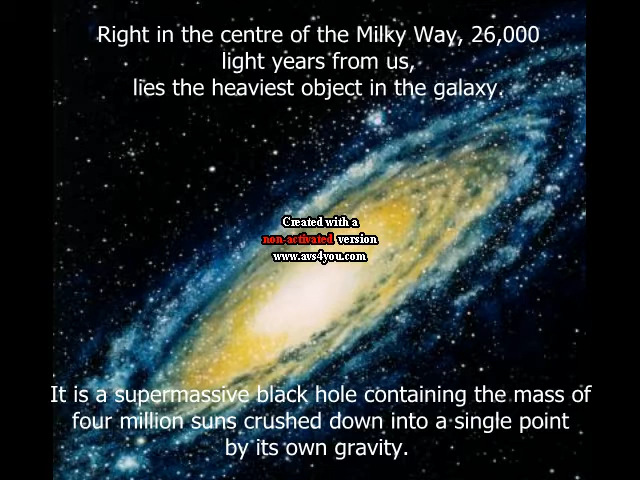 Right in the centre of the Milky Way, 26,000
light years from us,
lies the heaviest object in the galaxy.
Created with a
non-activated version
www.avs4you.com
It is a supermassive black hole containing the mass of
four million suns crushed down into a single point
by its own gravity.